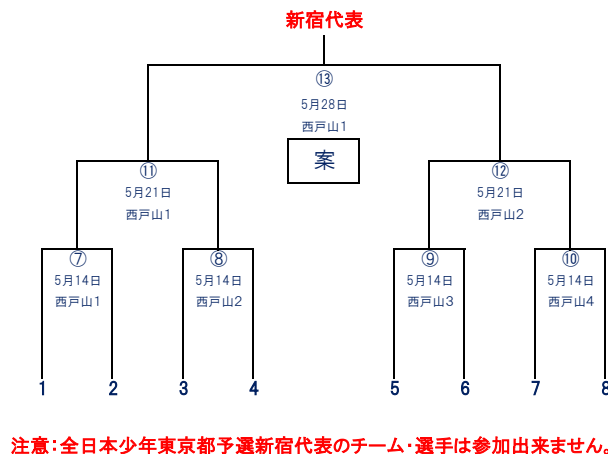 新宿代表
⑬
5月28日
西戸山1
案
⑪
5月21日
西戸山1
⑫
5月21日
西戸山2
⑦
5月14日
西戸山1
⑧
5月14日
西戸山2
⑨
5月14日
西戸山3
⑩
5月14日
西戸山4
1 2 3 4 5 6 7 8
注意:全日本少年東京都予選新宿代表のチーム・選手は参加出来ません。